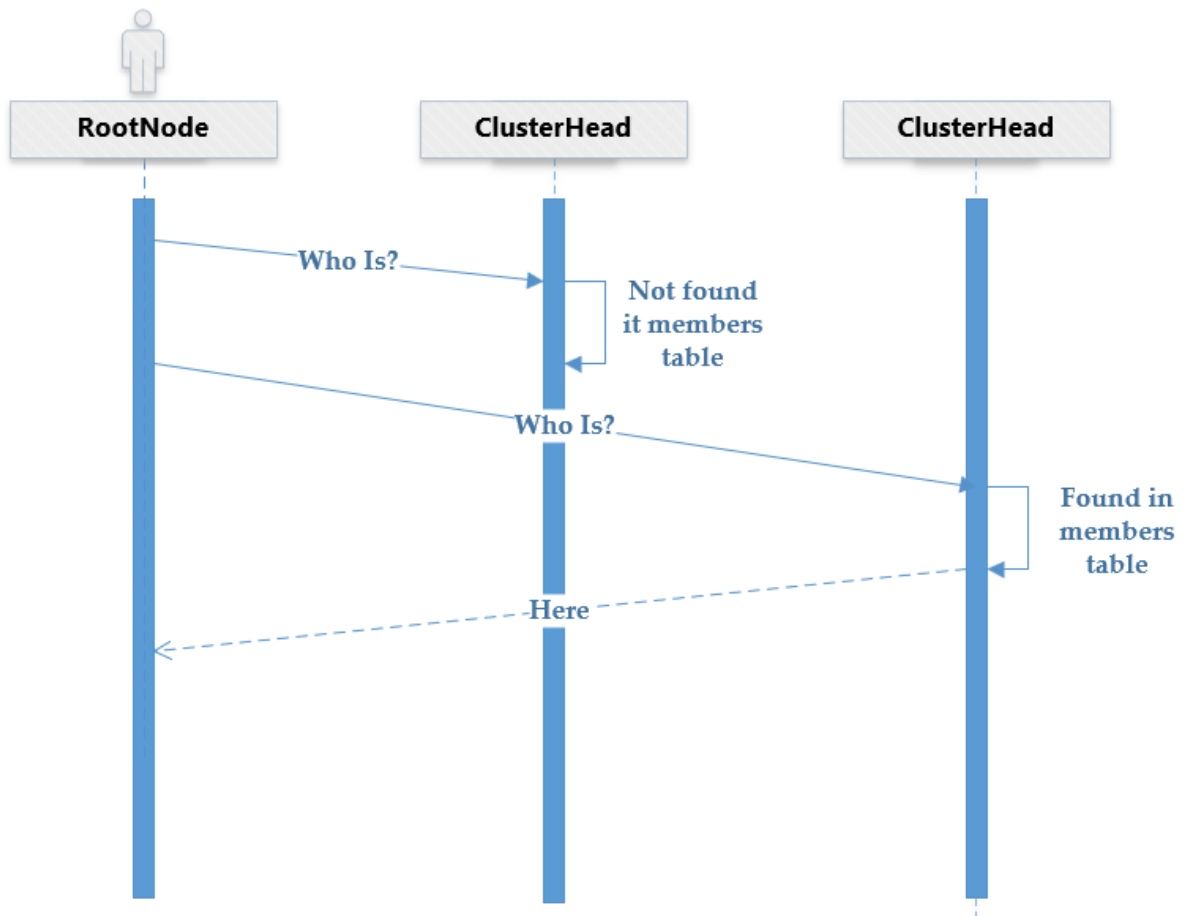 RootNode
ClusterHead
ClusterHead
Who Is?
Not found
it members
table
Who Is?
Found in
members
table
Here